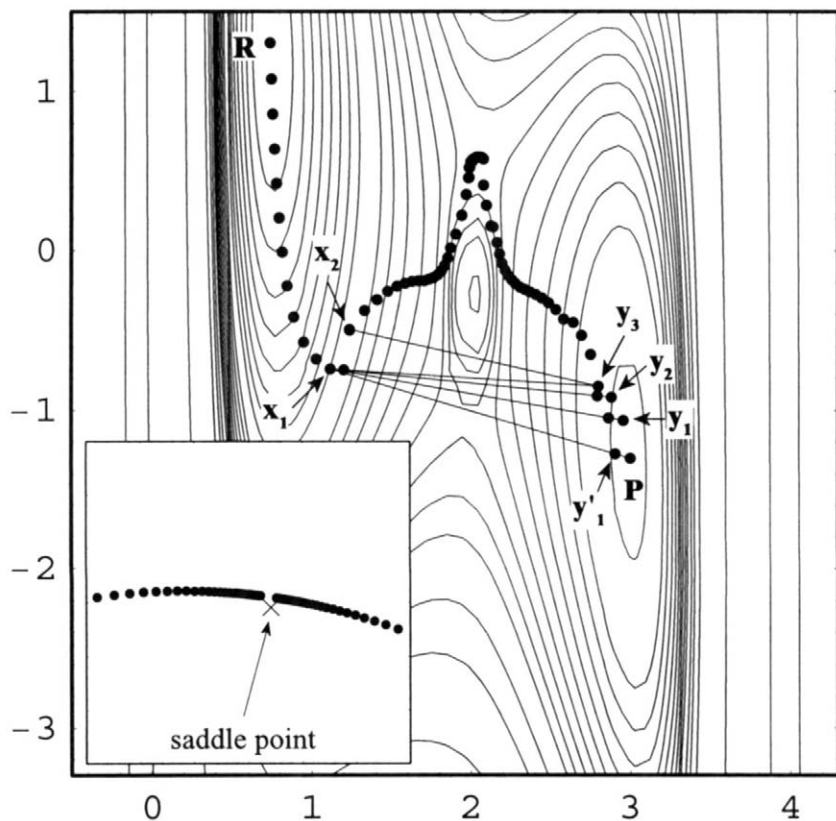 R
1
0
x₂
y₃
y₂
-1
x₁
y₁
y'₁
P
-2
saddle point
-3
0 1 2 3 4